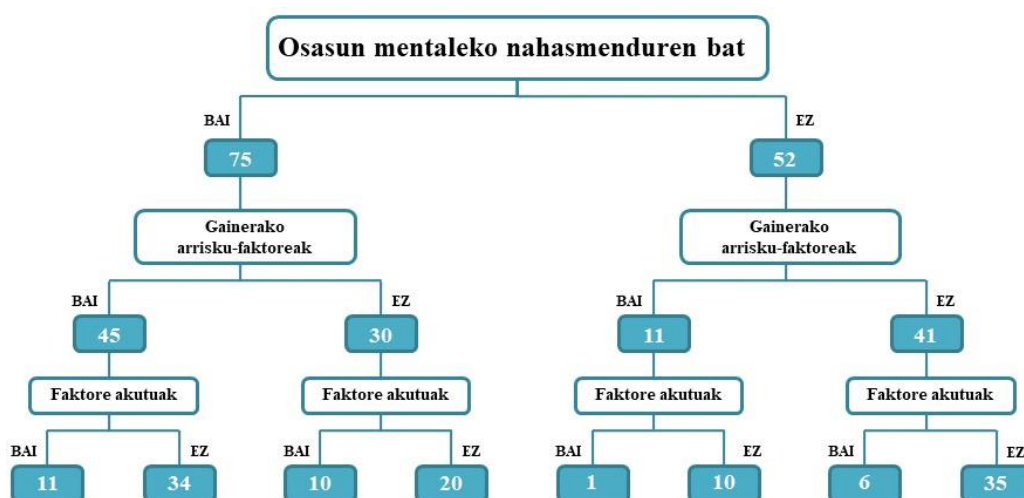 Osasun mentaleko nahasmenduren bat
BAI
EZ
75
52
Gainerako
arrisku-faktoreak
Gainerako
arrisku-faktoreak
BAI
EZ
BAI
EZ
45
30
11
41
Faktore akutuak
Faktore akutuak
Faktore akutuak
Faktore akutuak
BAI
EZ
BAI
EZ
BAI
EZ
BAI
EZ
11
34
10
20
1
10
6
35